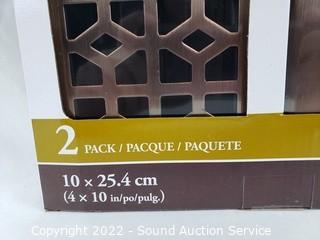 2 PACK / PACQUE / PAQUETE
10 × 25.4 cm
(4 × 10 in/po/pulg.)
Copyright 2022 - Sound Auction Service